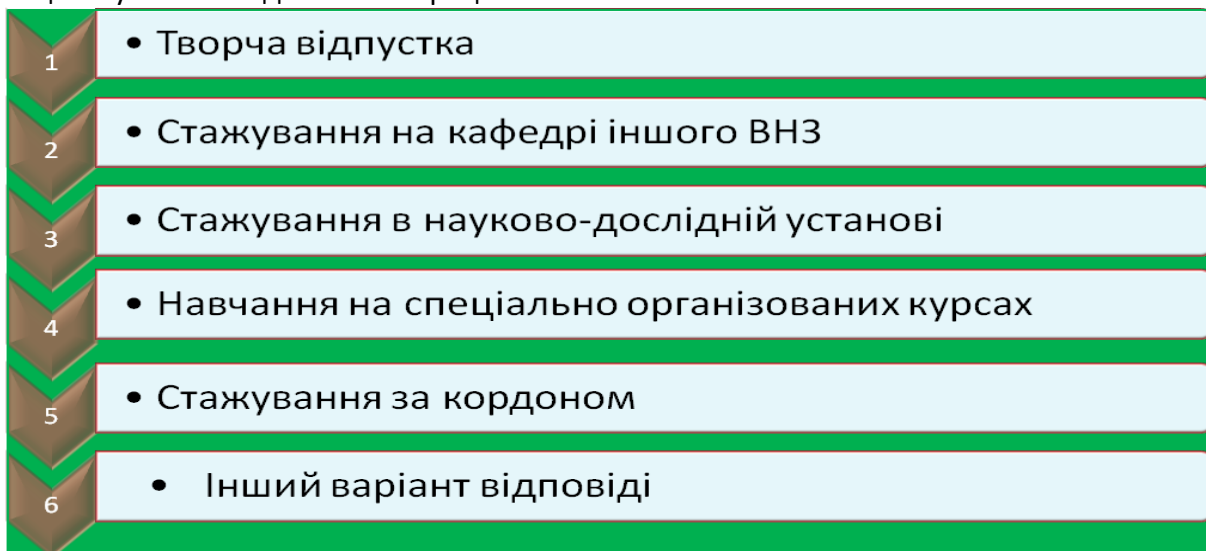 1
• Творча відпустка
2
• Стажування на кафедрі іншого ВНЗ
3
• Стажування в науково-дослідній установі
4
• Навчання на спеціально організованих курсах
5
• Стажування за кордоном
6
• Інший варіант відповіді